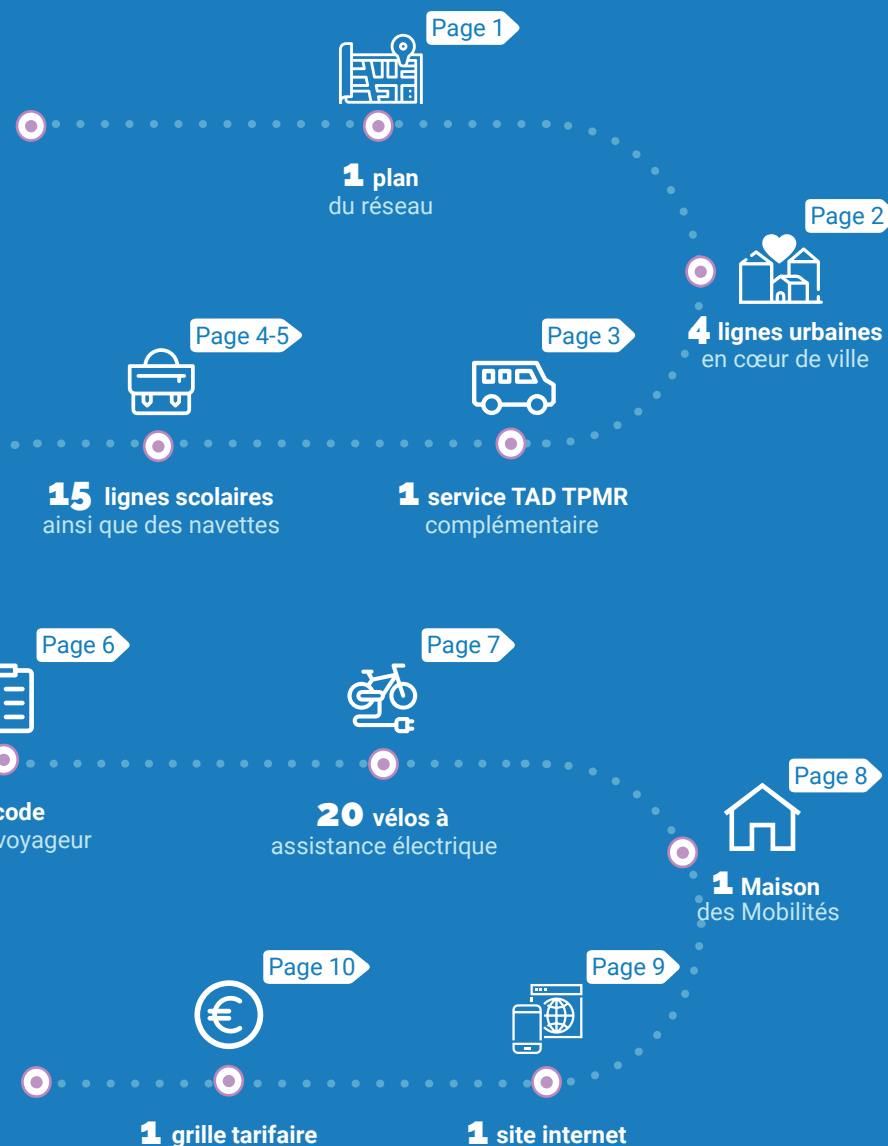 Page 1
1 plan
du réseau
Page 2
4 lignes urbaines
en cœur de ville
Page 3
1 service TAD TPMR
complémentaire
Page 4-5
15 lignes scolaires
ainsi que des navettes
Page 6
code
voyageur
Page 7
20 vélos à
assistance électrique
Page 8
1 Maison
des Mobilités
Page 9
1 site internet
Page 10
1 grille tarifaire